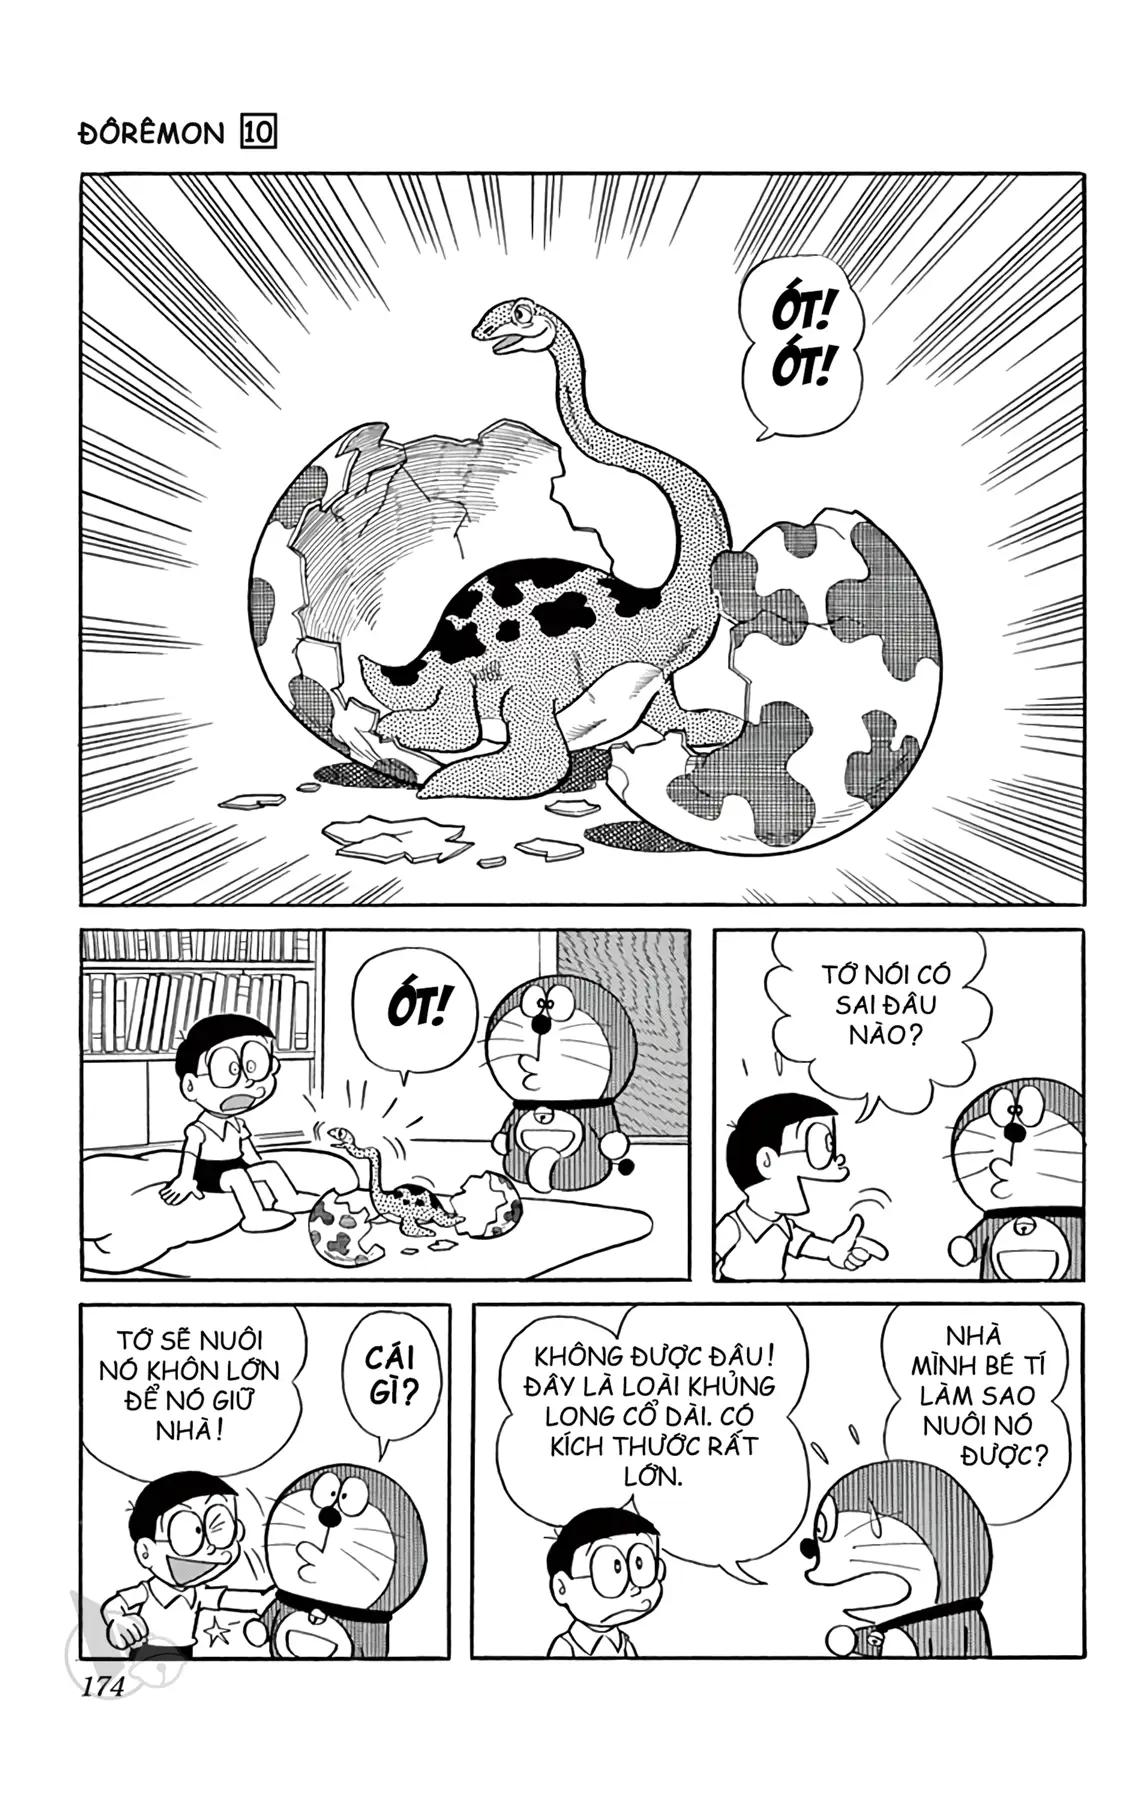 ĐÔRÊMON 10
ÓT!
ÓT!
ÓT!
TỚ NÓI CÓ
SAI ĐÂU
NÀO?
TỚ SẼ NUÔI
NÓ KHÔN LỚN
ĐỂ NÓ GIỮ
NHÀ!
CÁI
GÌ?
KHÔNG ĐƯỢC ĐÂU!
ĐÂY LÀ LOÀI KHỦNG
LONG CỔ DÀI. CÓ
KÍCH THƯỚC RẤT
LỚN.
NHÀ
MÌNH BÉ TÍ
LÀM SAO
NUÔI NÓ
ĐƯỢC?
174